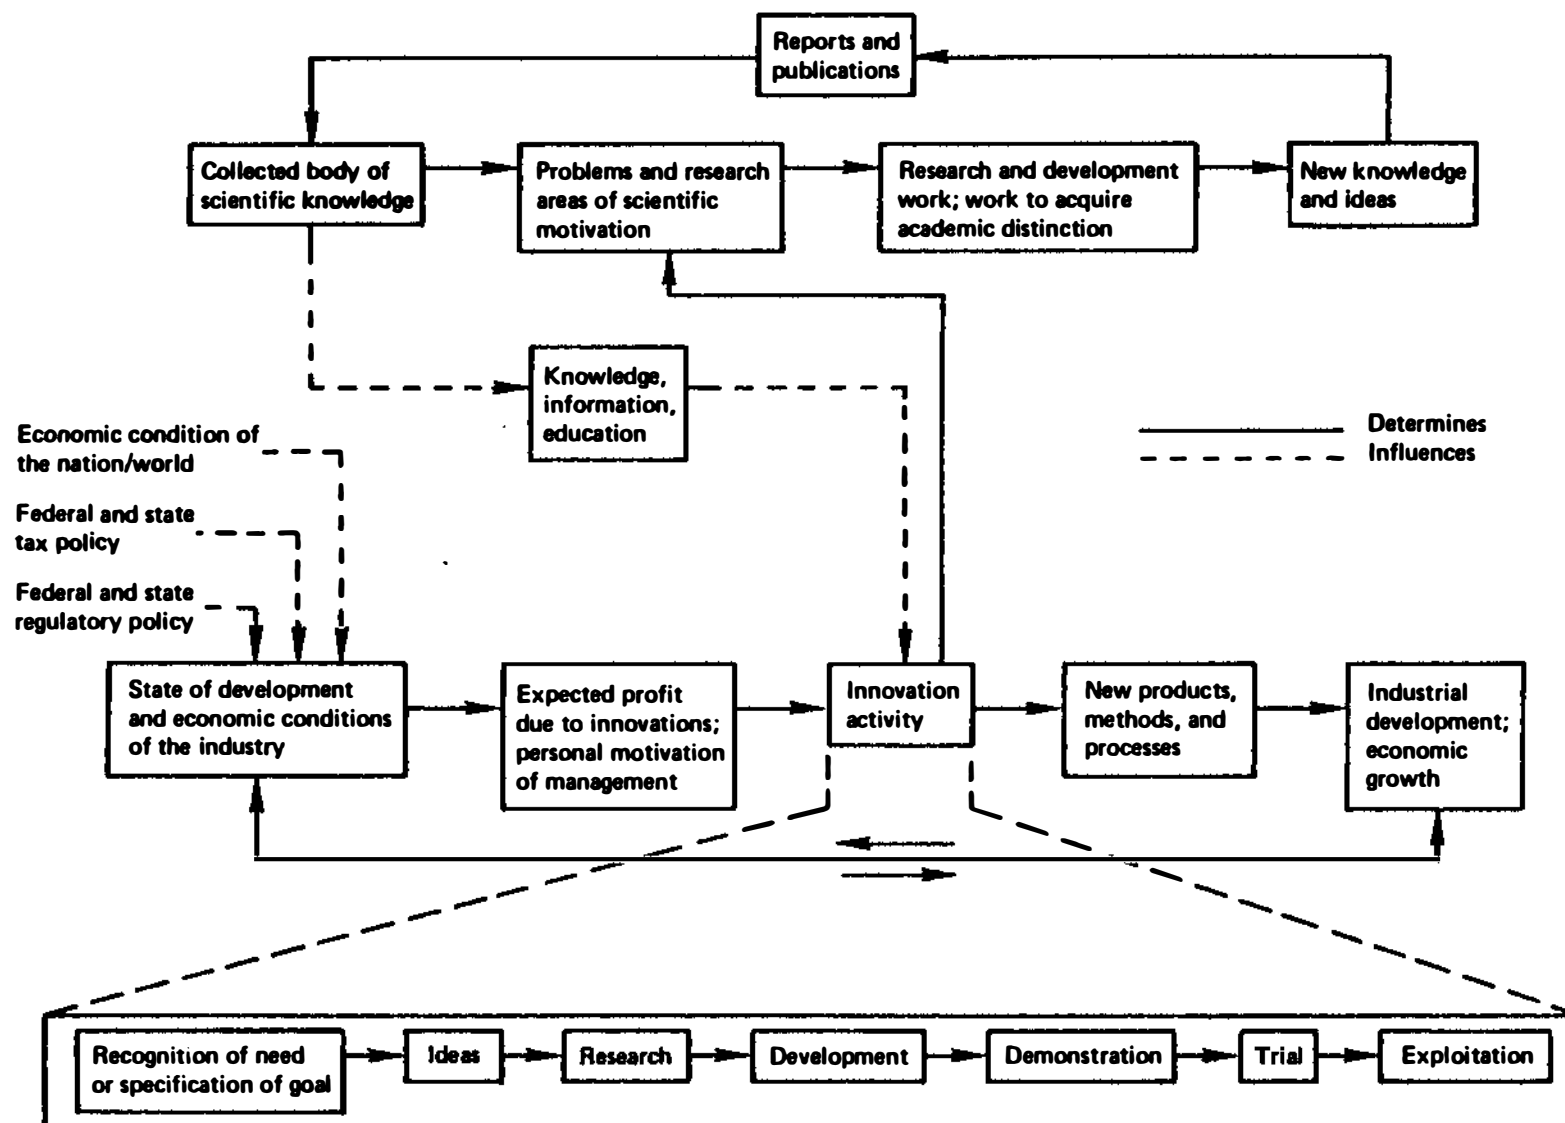 Reports and
publications
Collected body of
scientific knowledge
Problems and research
areas of scientific
motivation
Research and development
work; work to acquire
academic distinction
New knowledge
and ideas
Knowledge,
information,
education
Determines
Influences
Economic condition of
the nation/world
Federal and state
tax policy
Federal and state
regulatory policy
State of development
and economic conditions
of the industry
Expected profit
due to innovations;
personal motivation
of management
Innovation
activity
New products,
methods, and
processes
Industrial
development;
economic
growth
Recognition of need
or specification of goal
Ideas
Research
Development
Demonstration
Trial
Exploitation